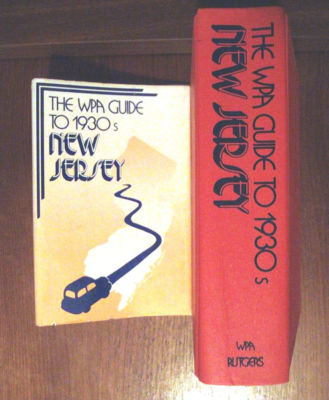 THE WPA GUIDE
TO 1930s
NEW
JERSEY
THE WPA GUIDE TO 1930s
NEW JERSEY
WPA
RUTGERS